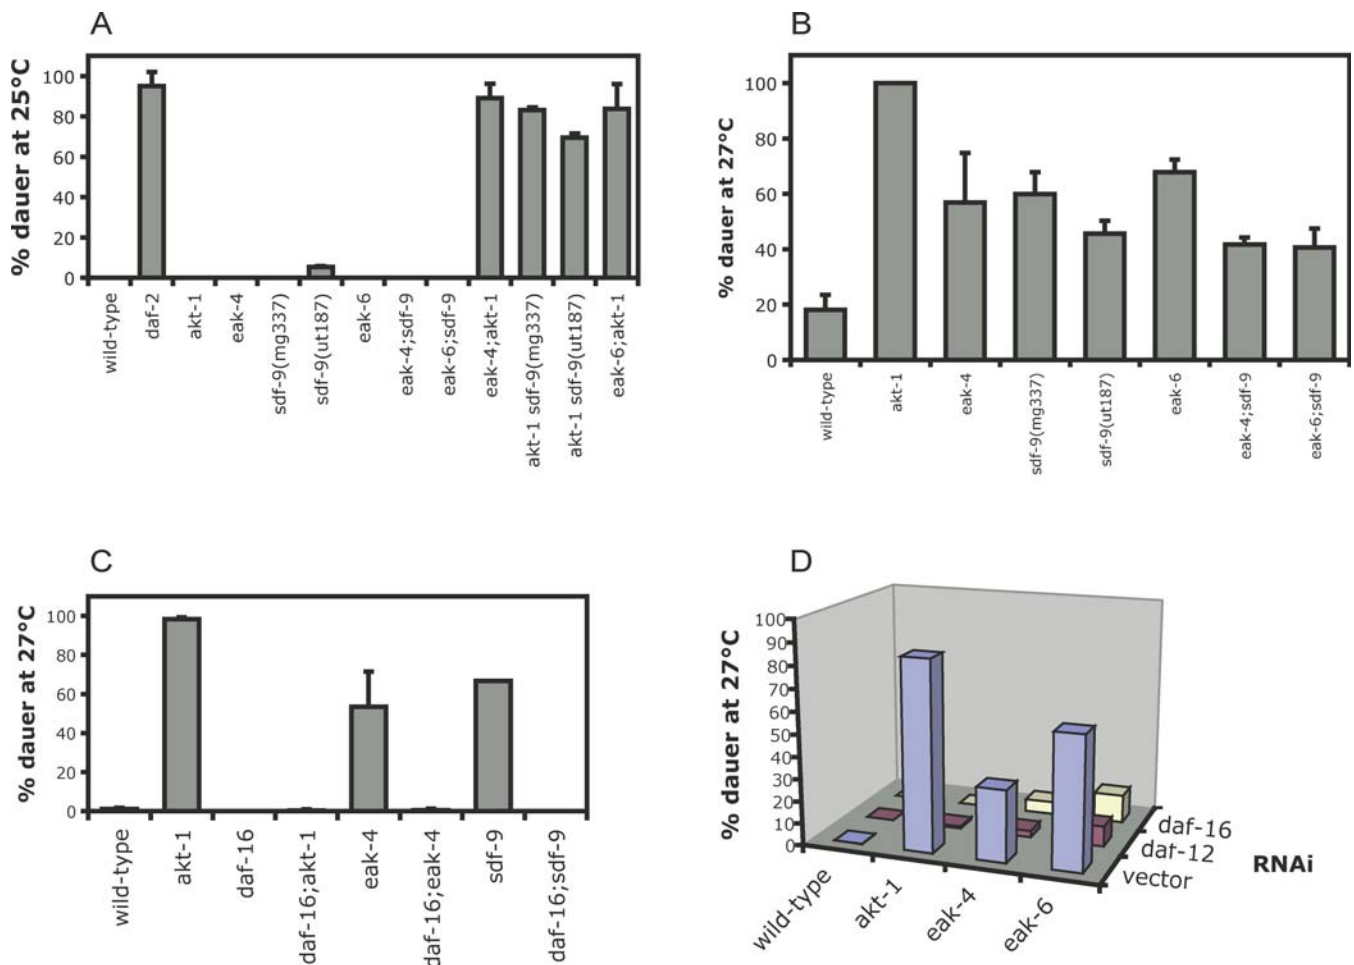 A
% dauer at 25°C
100
80
60
40
20
0
wild-type
daf-2
akt-1
eak-4
sdf-9(mg337)
sdf-9(ut187)
eak-6
eak-4;sdf-9
eak-6;sdf-9
eak-4;akt-1
akt-1 sdf-9(mg337)
akt-1 sdf-9(ut187)
eak-6;akt-1
B
% dauer at 27°C
100
80
60
40
20
0
wild-type
akt-1
eak-4
sdf-9(mg337)
sdf-9(ut187)
eak-6
eak-4;sdf-9
eak-6;sdf-9
C
% dauer at 27°C
100
80
60
40
20
0
wild-type
akt-1
daf-16
daf-16;akt-1
eak-4
daf-16;eak-4
sdf-9
daf-16;sdf-9
D
% dauer at 27°C
100
90
80
70
60
50
40
30
20
10
0
wild-type
akt-1
eak-4
eak-6
daf-16
daf-12
vector
RNAi